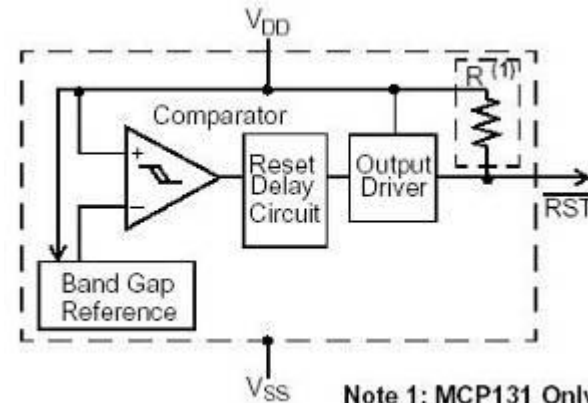 VDD
R(1)
Comparator
+
−
Reset
Delay
Circuit
Output
Driver
RST
Band Gap
Reference
VSS
Note 1: MCP131 Only